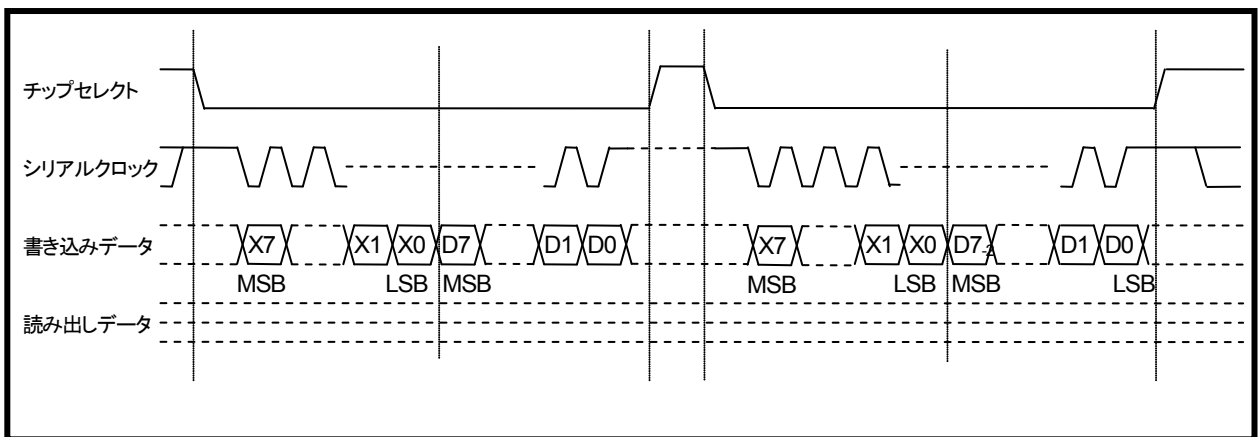 チップセレクト
シリアルクロック
書き込みデータ X7 X1 X0 D7 D1 D0 X7 X1 X0 D7-2 D1 D0
MSB LSB MSB MSB LSB MSB LSB
読み出しデータ